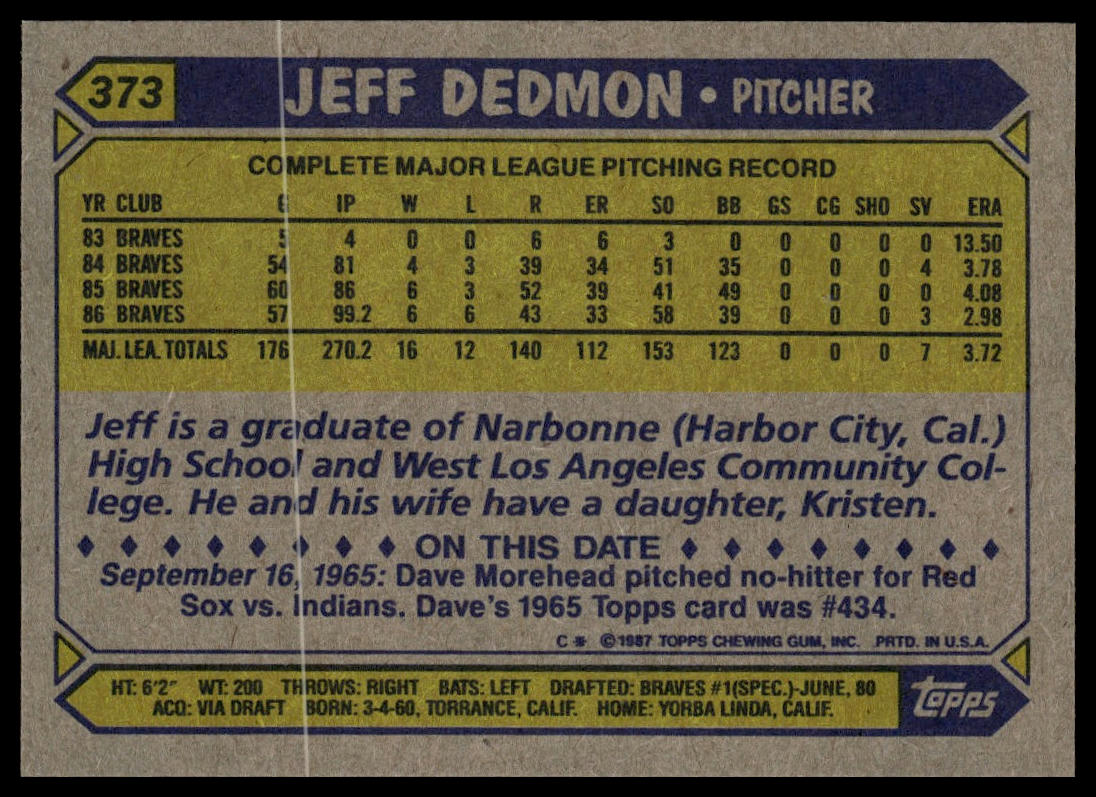 373 JEFF DEDMON • PITCHER
COMPLETE MAJOR LEAGUE PITCHING RECORD
YR CLUB G IP W L R ER SO BB GS CG SHO SV ERA
83 BRAVES 5 4 0 0 6 6 3 0 0 0 0 0 13.50
84 BRAVES 54 81 4 3 39 34 51 35 0 0 0 4 3.78
85 BRAVES 60 86 6 3 52 39 41 49 0 0 0 0 4.08
86 BRAVES 57 99.2 6 6 43 33 58 39 0 0 0 3 2.98
MAJ. LEA. TOTALS 176 270.2 16 12 140 112 153 123 0 0 0 7 3.72
Jeff is a graduate of Narbonne (Harbor City, Cal.)
High School and West Los Angeles Community Col-
lege. He and his wife have a daughter, Kristen.
♦ ♦ ♦ ♦ ♦ ♦ ♦ ♦ ON THIS DATE ♦ ♦ ♦ ♦ ♦ ♦ ♦ ♦
September 16, 1965: Dave Morehead pitched no-hitter for Red
Sox vs. Indians. Dave's 1965 Topps card was #434.
C * ©1987 TOPPS CHEWING GUM, INC. PRTD. IN U.S.A.
HT: 6'2" WT: 200 THROWS: RIGHT BATS: LEFT DRAFTED: BRAVES #1(SPEC.)-JUNE, 80
ACQ: VIA DRAFT BORN: 3-4-60, TORRANCE, CALIF. HOME: YORBA LINDA, CALIF.
Topps